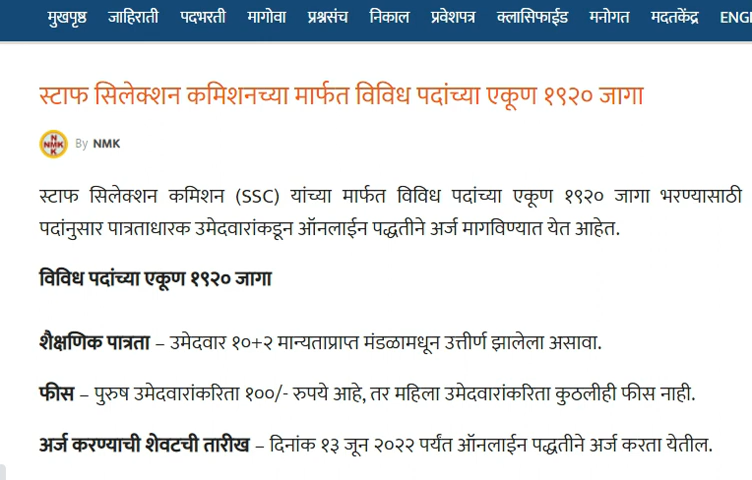 मुखपृष्ठ जाहिराती पदभरती मागोवा प्रश्नसंच निकाल प्रवेशपत्र क्लासिफाईड मनोगत मदतकेंद्र ENGI
स्टाफ सिलेक्शन कमिशनच्या मार्फत विविध पदांच्या एकूण १९२० जागा
N
NMK
K
By NMK
स्टाफ सिलेक्शन कमिशन (SSC) यांच्या मार्फत विविध पदांच्या एकूण १९२० जागा भरण्यासाठी
पदांनुसार पात्रताधारक उमेदवारांकडून ऑनलाईन पद्धतीने अर्ज मागविण्यात येत आहेत.
विविध पदांच्या एकूण १९२० जागा
शैक्षणिक पात्रता – उमेदवार १०+२ मान्यताप्राप्त मंडळामधून उत्तीर्ण झालेला असावा.
फीस – पुरुष उमेदवारांकरिता १००/- रुपये आहे, तर महिला उमेदवारांकरिता कुठलीही फीस नाही.
अर्ज करण्याची शेवटची तारीख – दिनांक १३ जून २०२२ पर्यंत ऑनलाईन पद्धतीने अर्ज करता येतील.